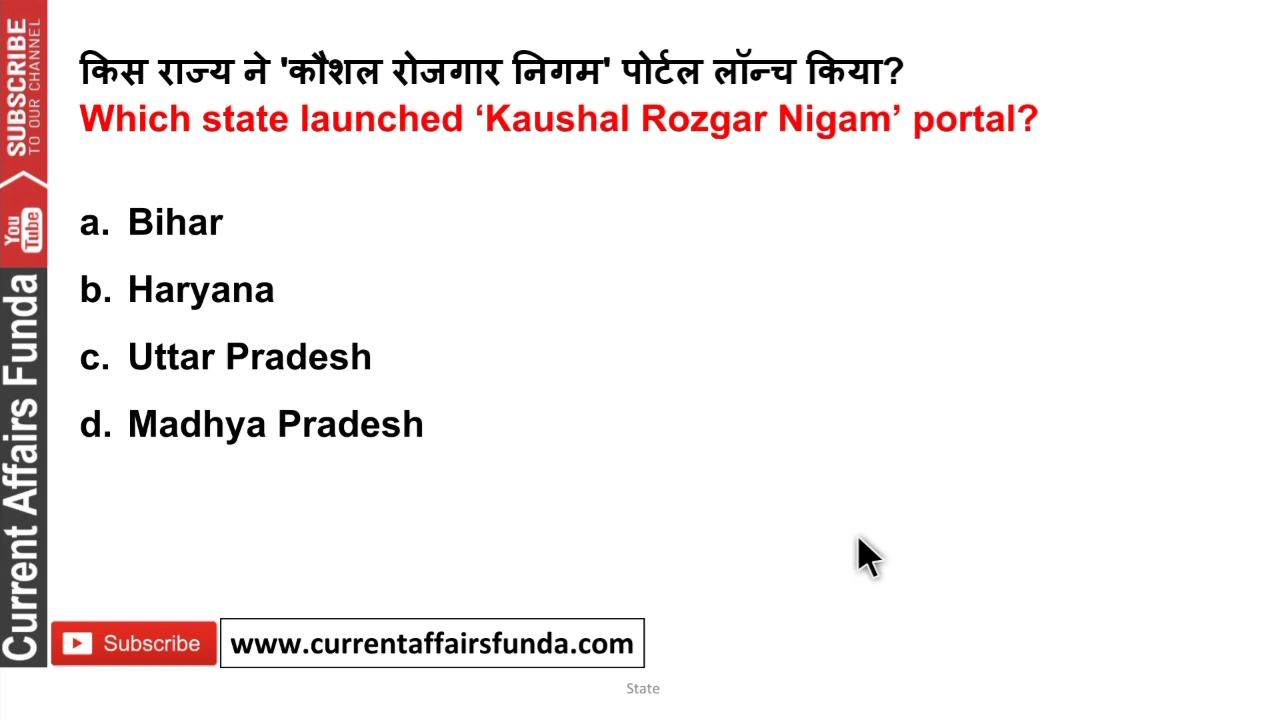 किस राज्य ने 'कौशल रोजगार निगम' पोर्टल लॉन्च किया?
Which state launched ‘Kaushal Rozgar Nigam’ portal?
a. Bihar
b. Haryana
c. Uttar Pradesh
d. Madhya Pradesh
SUBSCRIBE
TO OUR CHANNEL
You
Tube
Current Affairs Funda
Subscribe
www.currentaffairsfunda.com
State